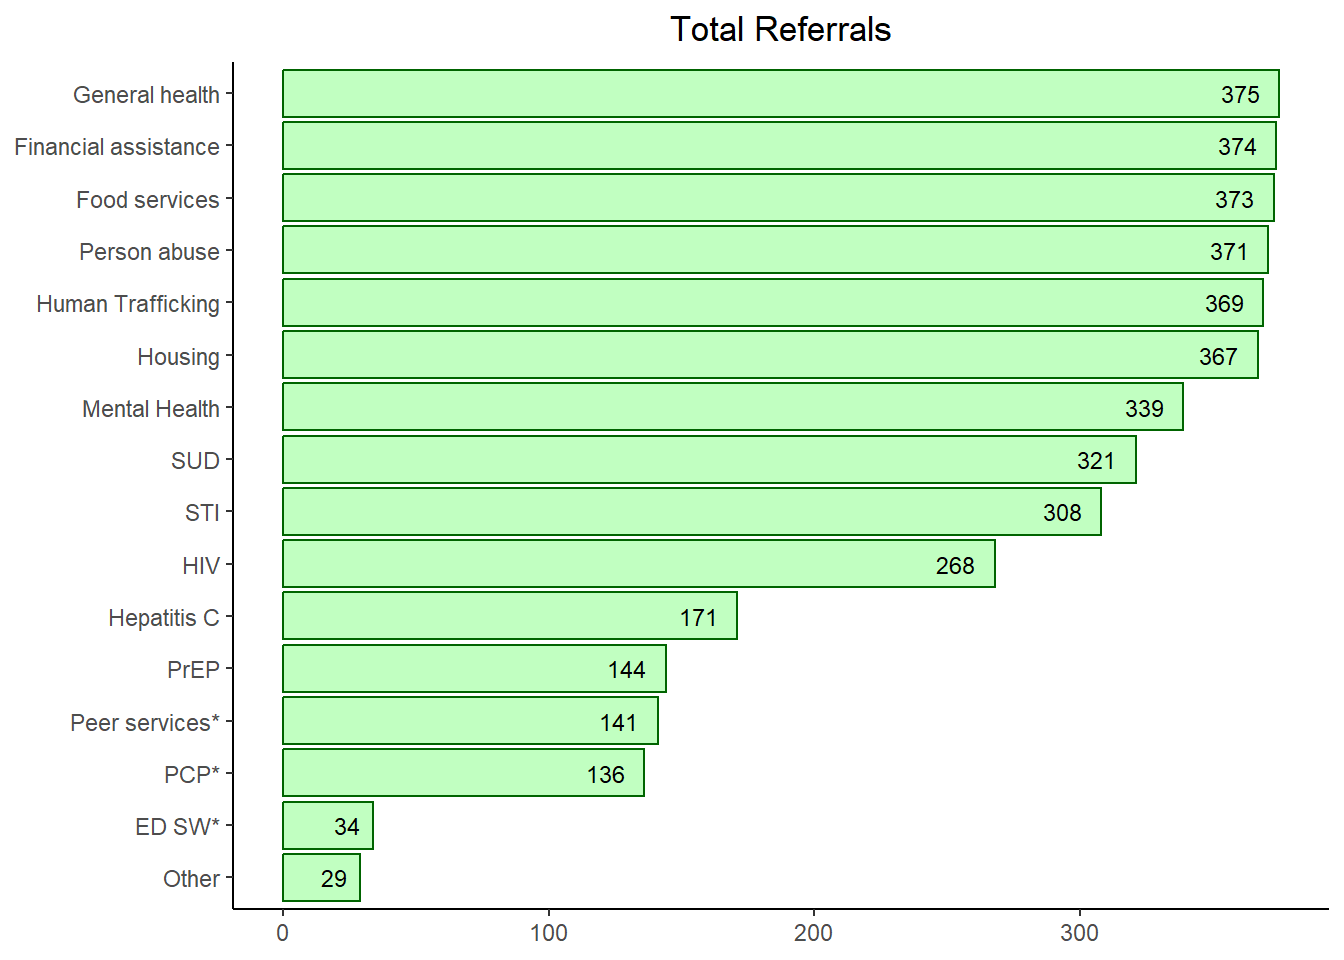 Total Referrals
General health 375
Financial assistance 374
Food services 373
Person abuse 371
Human Trafficking 369
Housing 367
Mental Health 339
SUD 321
STI 308
HIV 268
Hepatitis C 171
PrEP 144
Peer services* 141
PCP* 136
ED SW* 34
Other 29
0 100 200 300